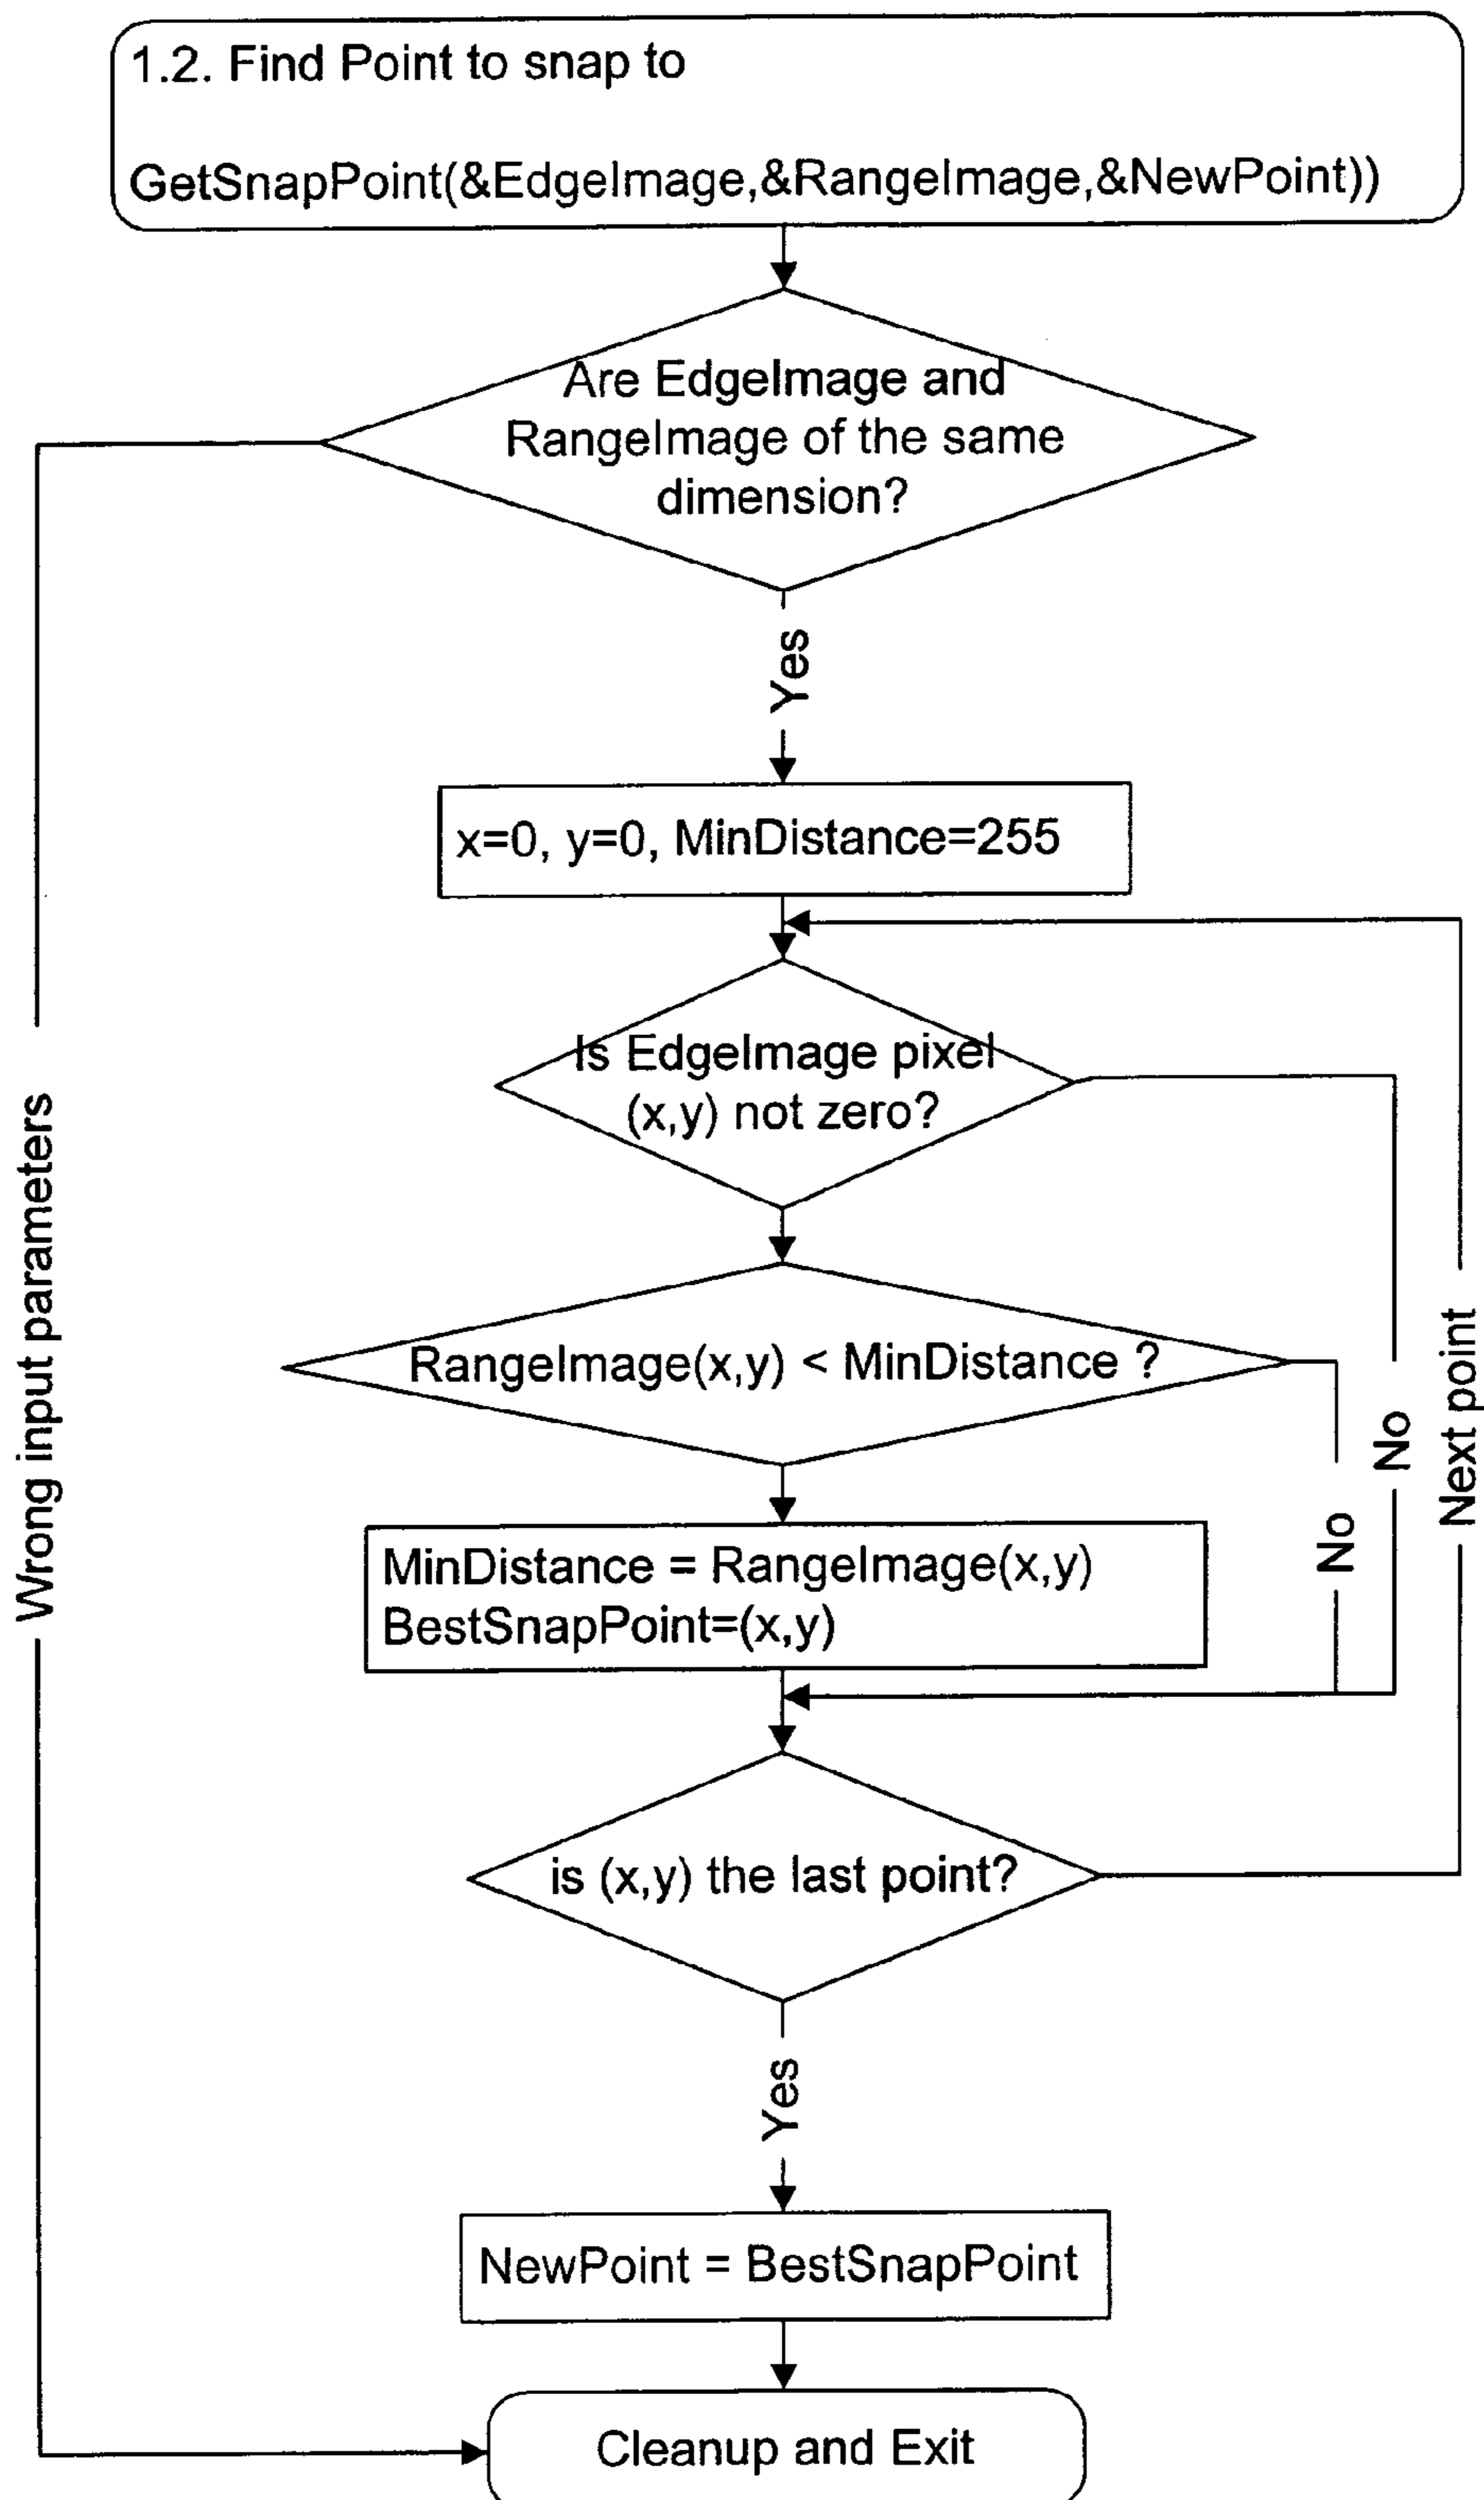 1.2. Find Point to snap to
GetSnapPoint(&EdgeImage,&RangeImage,&NewPoint))
Are EdgeImage and
RangeImage of the same
dimension?
Yes
x=0, y=0, MinDistance=255
Is EdgeImage pixel
(x,y) not zero?
Wrong input parameters
RangeImage(x,y) < MinDistance ?
No
No
Next point
MinDistance = RangeImage(x,y)
BestSnapPoint=(x,y)
is (x,y) the last point?
Yes
NewPoint = BestSnapPoint
Cleanup and Exit